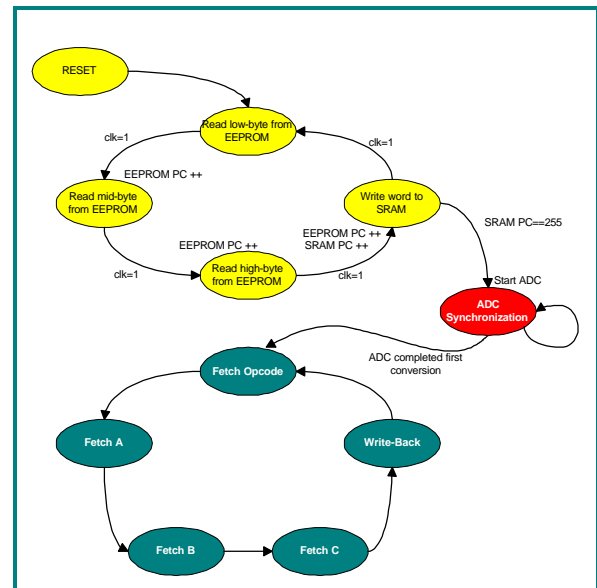 RESET
Read low-byte from
EEPROM
clk=1
clk=1
EEPROM PC ++
Read mid-byte
from EEPROM
Write word to
SRAM
SRAM PC==255
EEPROM PC ++
EEPROM PC ++
SRAM PC ++
Read high-byte
from EEPROM
clk=1
clk=1
Start ADC
ADC
Synchronization
ADC completed first
conversion
Fetch Opcode
Fetch A
Write-Back
Fetch B
Fetch C